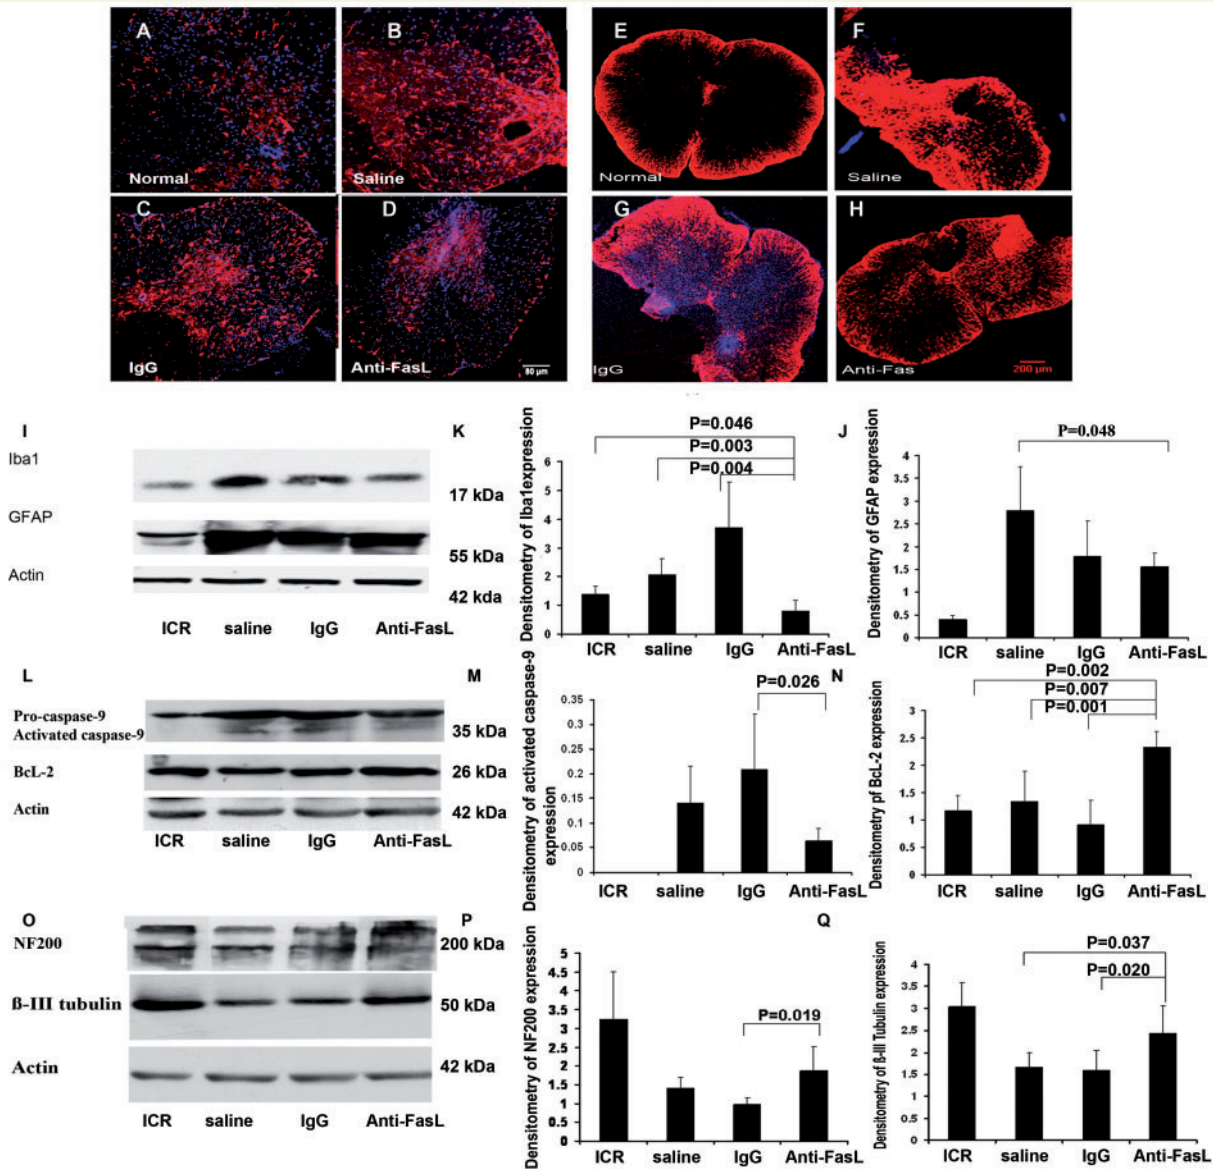 A
B
E
F
Normal
Saline
Normal
Saline
C
D
G
H
IgG
Anti-FasL
80 µm
IgG
Anti-Fas
200 µm
I
Iba1
17 kDa
GFAP
55 kDa
Actin
42 kda
ICR saline IgG Anti-FasL
K
Densitometry of Iba1expression
P=0.046
P=0.003
P=0.004
6
5
4
3
2
1
0
ICR saline IgG Anti-FasL
J
Densitometry of GFAP expression
P=0.048
4
3.5
3
2.5
2
1.5
1
0.5
0
ICR saline IgG Anti-FasL
L
Pro-caspase-9
Activated caspase-9
35 kDa
BcL-2
26 kDa
Actin
42 kDa
ICR saline IgG Anti-FasL
M
Densitometry of activated caspase-9
expression
P=0.026
0.35
0.3
0.25
0.2
0.15
0.1
0.05
0
ICR saline IgG Anti-FasL
N
Densitometry pf BcL-2 expression
P=0.002
P=0.007
P=0.001
3
2.5
2
1.5
1
0.5
0
ICR saline IgG Anti-FasL
O
NF200
200 kDa
ß-III tubulin
50 kDa
Actin
42 kDa
ICR saline IgG Anti-FasL
P
Densitometry of NF200 expression
P=0.019
5
4.5
4
3.5
3
2.5
2
1.5
1
0.5
0
ICR saline IgG Anti-FasL
Q
Densitometry of ß-III Tubulin expression
P=0.037
P=0.020
4
3.5
3
2.5
2
1.5
1
0.5
0
ICR saline IgG Anti-FasL